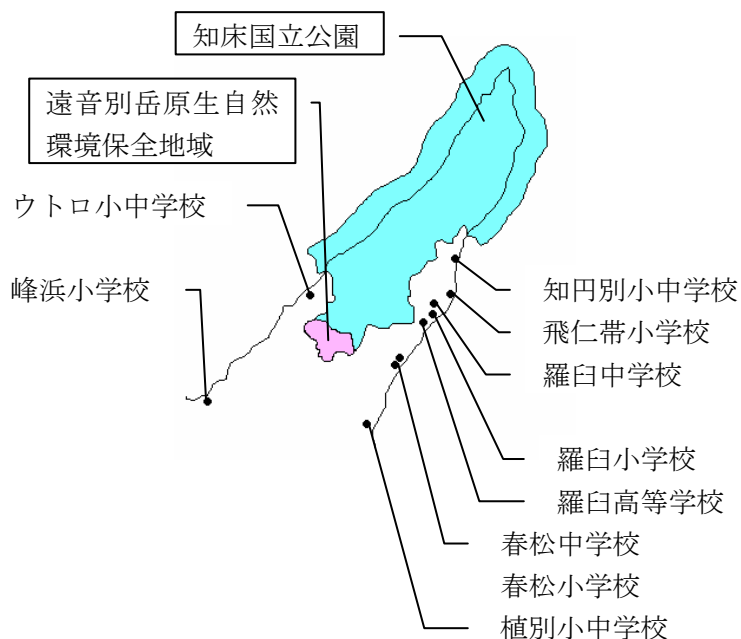 知床国立公園
遠音別岳原生自然
環境保全地域
ウトロ小中学校
峰浜小学校
知円別小中学校
飛仁帯小学校
羅臼中学校
羅臼小学校
羅臼高等学校
春松中学校
春松小学校
植別小中学校